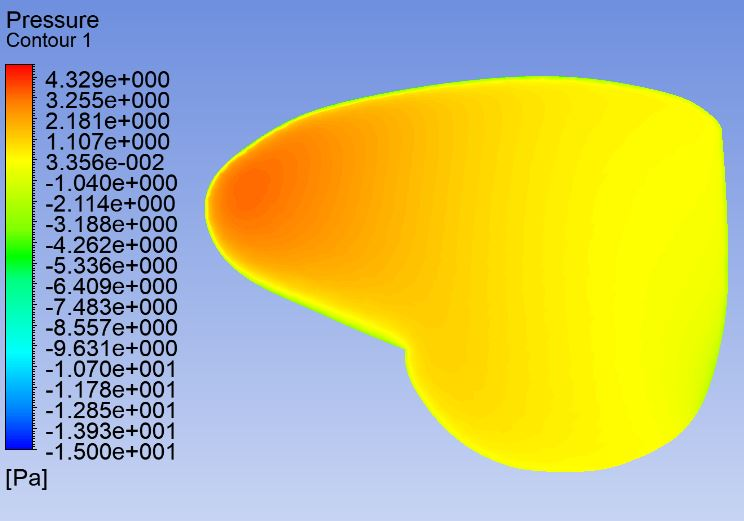 Pressure
Contour 1
4.329e+000
3.255e+000
2.181e+000
1.107e+000
3.356e-002
-1.040e+000
-2.114e+000
-3.188e+000
-4.262e+000
-5.336e+000
-6.409e+000
-7.483e+000
-8.557e+000
-9.631e+000
-1.070e+001
-1.178e+001
-1.285e+001
-1.393e+001
-1.500e+001
[Pa]